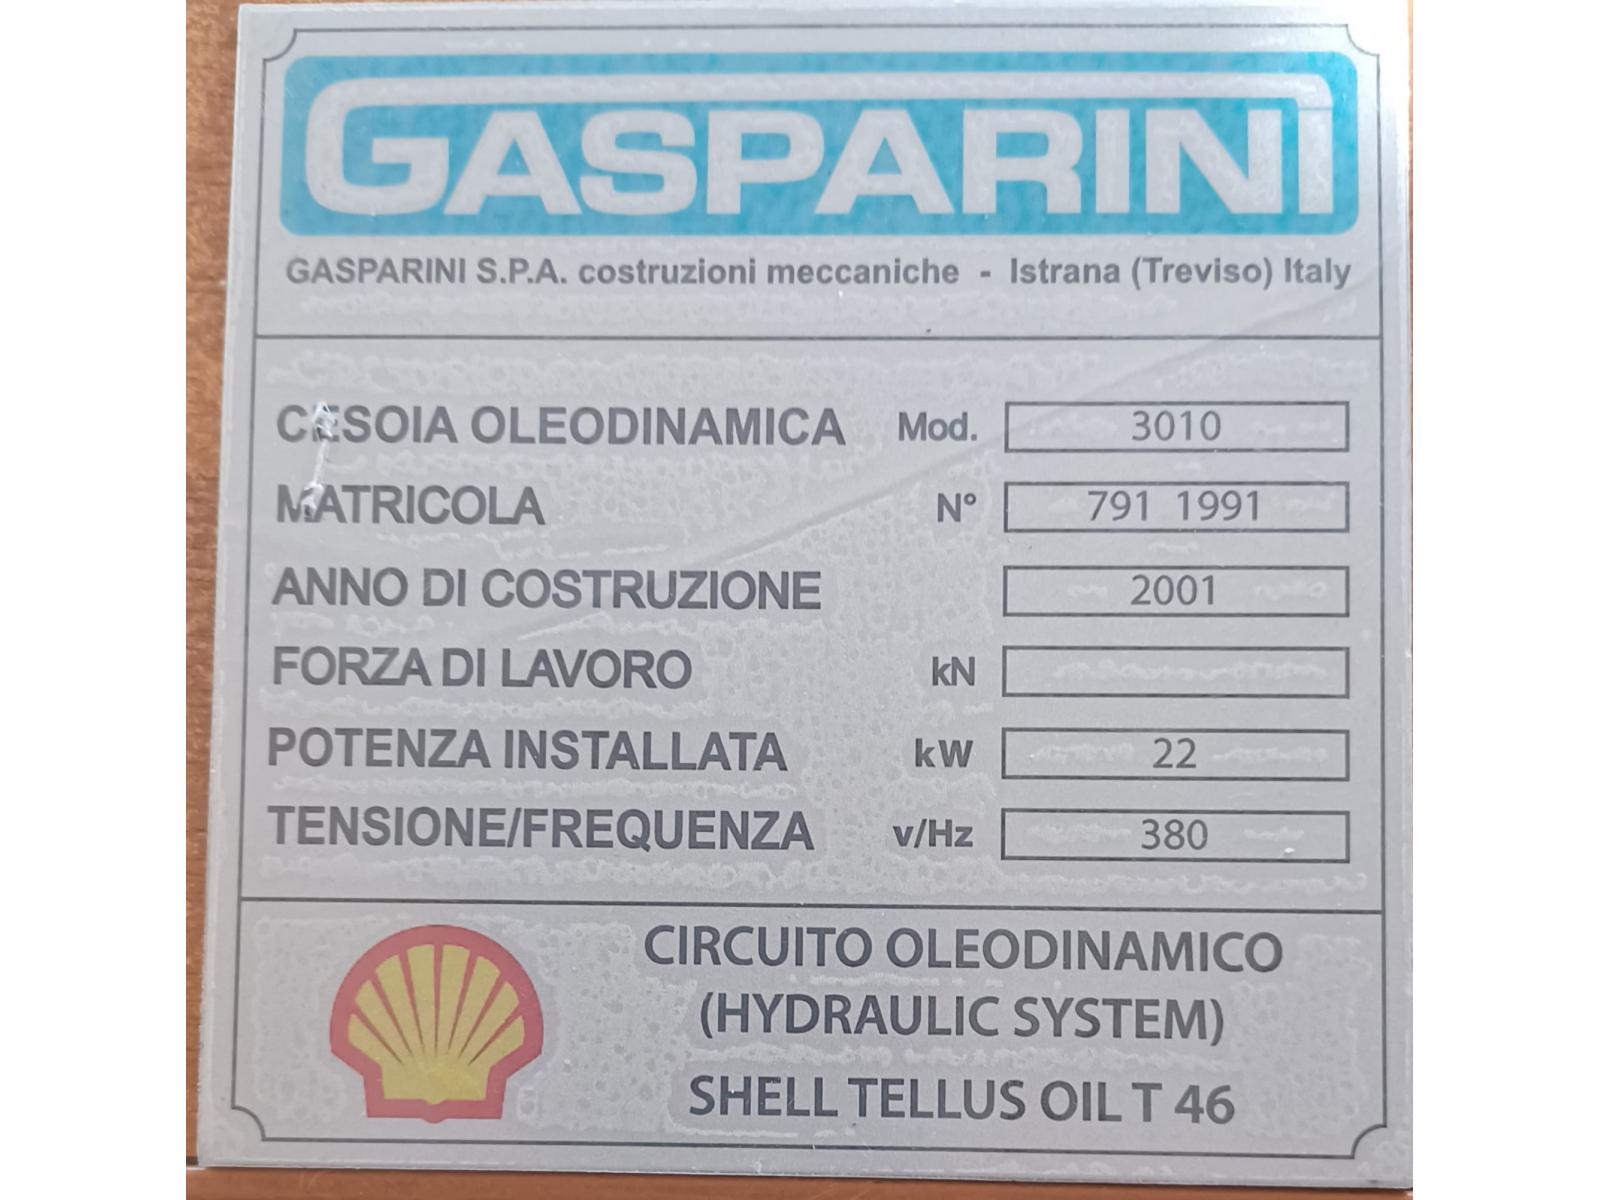 GASPARINI
GASPARINI S.P.A. costruzioni meccaniche - Istrana (Treviso) Italy
CESOIA OLEODINAMICA Mod. 3010
MATRICOLA N° 791 1991
ANNO DI COSTRUZIONE 2001
FORZA DI LAVORO kN
POTENZA INSTALLATA kW 22
TENSIONE/FREQUENZA v/Hz 380
CIRCUITO OLEODINAMICO
(HYDRAULIC SYSTEM)
SHELL TELLUS OIL T 46